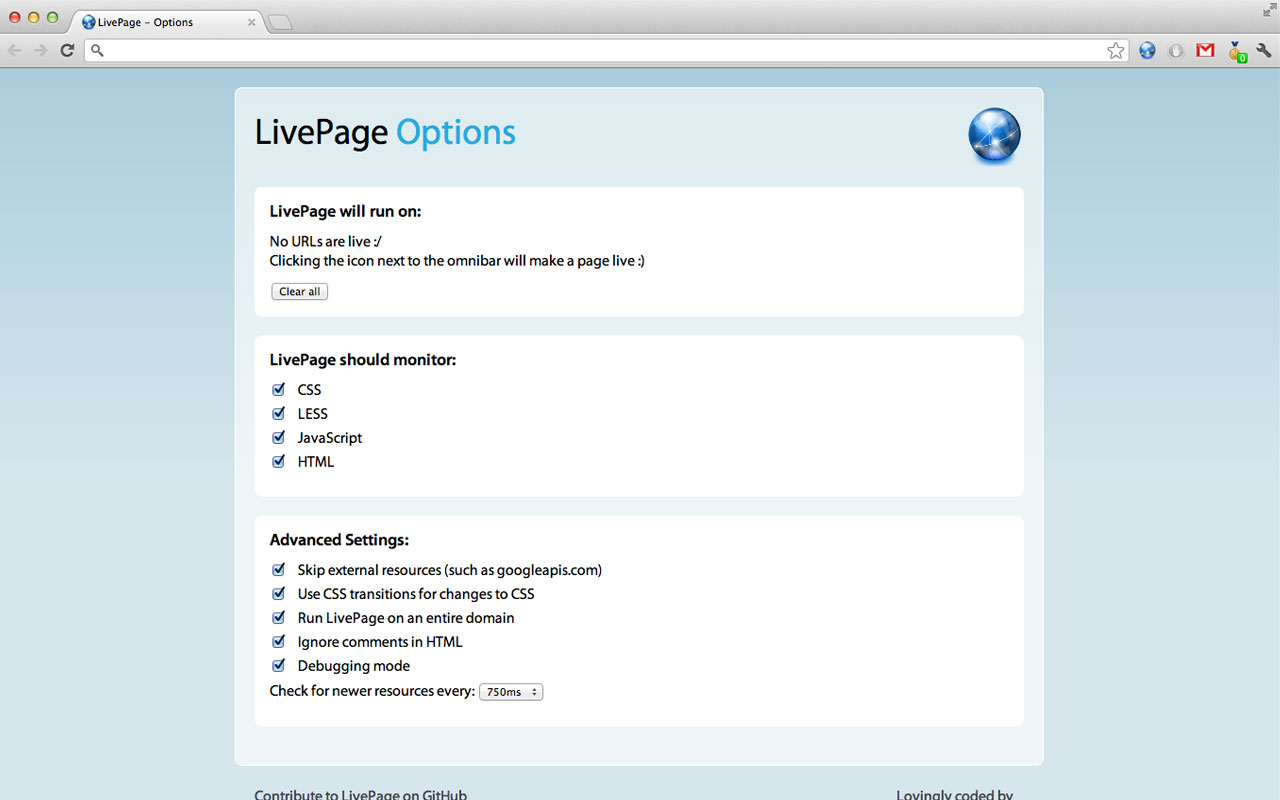 LivePage – Options
0
LivePage Options
LivePage will run on:
No URLs are live :/
Clicking the icon next to the omnibar will make a page live :)
Clear all
LivePage should monitor:
CSS
LESS
JavaScript
HTML
Advanced Settings:
Skip external resources (such as googleapis.com)
Use CSS transitions for changes to CSS
Run LivePage on an entire domain
Ignore comments in HTML
Debugging mode
Check for newer resources every: 750ms
Contribute to LivePage on GitHub
Lovingly coded by